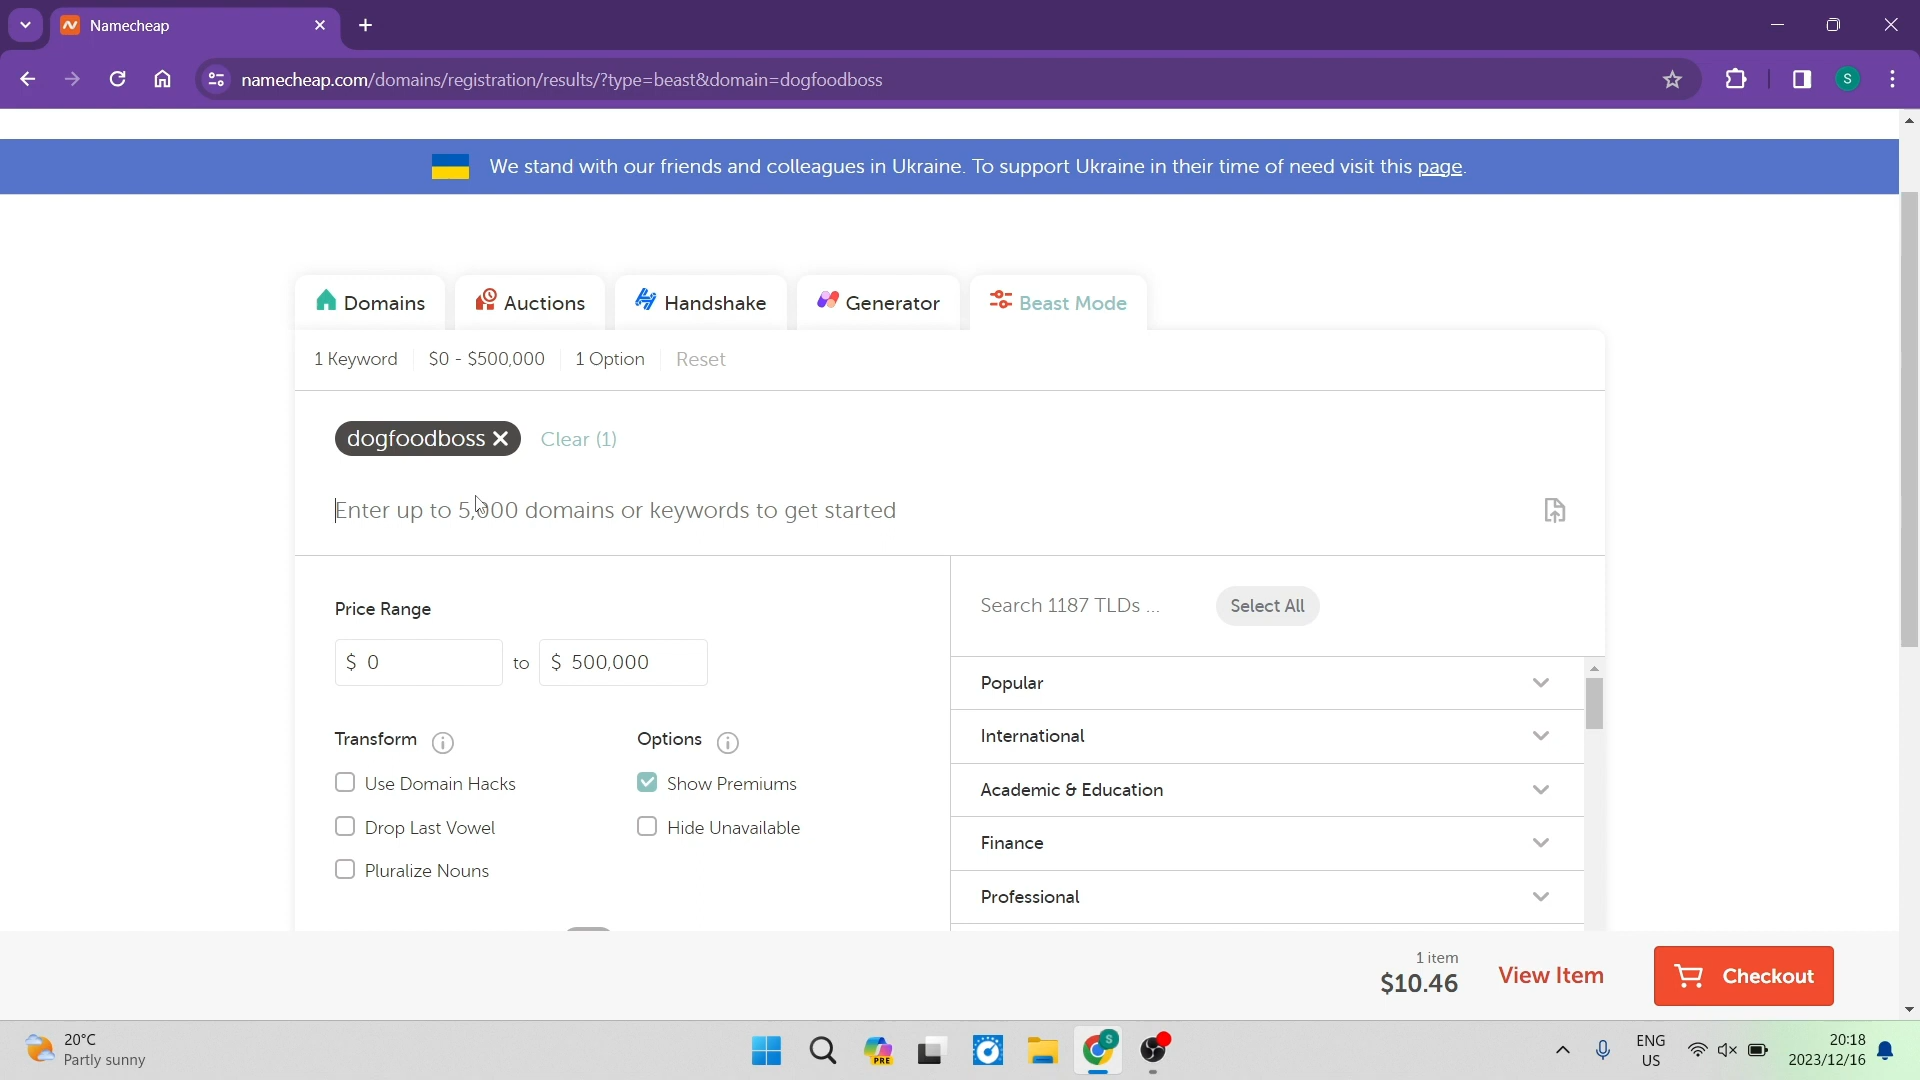 Namecheap
namecheap.com/domains/registration/results/?type=beast&domain=dogfoodboss
S
We stand with our friends and colleagues in Ukraine. To support Ukraine in their time of need visit this page.
Domains
Auctions
Handshake
Generator
Beast Mode
1 Keyword
$0 - $500,000
1 Option
Reset
dogfoodboss
Clear (1)
Enter up to 5,000 domains or keywords to get started
Price Range
$ 0
to
$ 500,000
Transform
Options
Use Domain Hacks
Show Premiums
Drop Last Vowel
Hide Unavailable
Pluralize Nouns
Search 1187 TLDs ...
Select All
Popular
International
Academic & Education
Finance
Professional
1 item
$10.46
View Item
Checkout
20°C
Partly sunny
PRE
S
ENG
US
20:18
2023/12/16